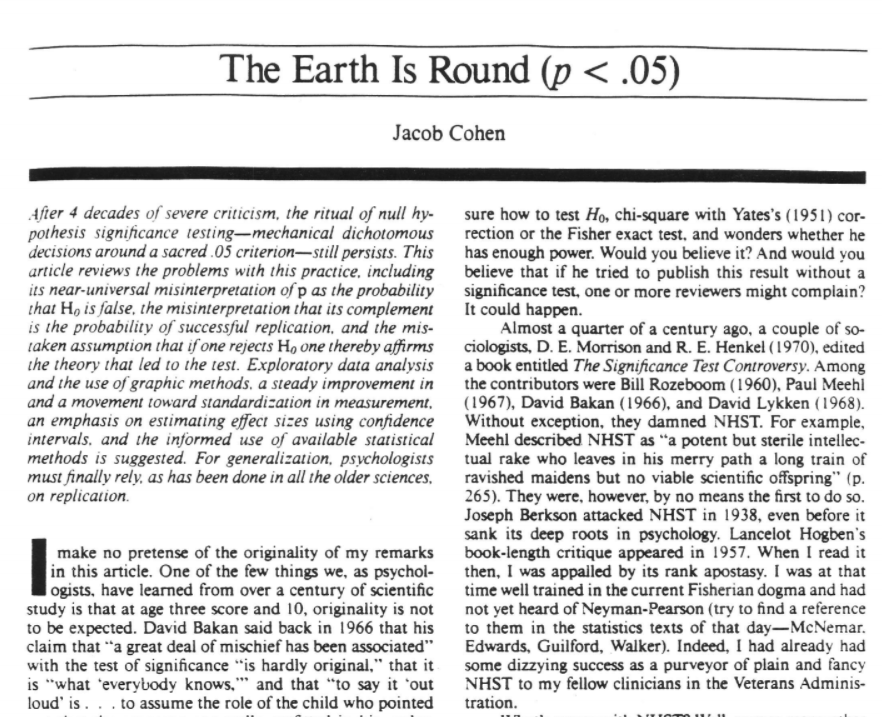 The Earth Is Round (p < .05)
Jacob Cohen
After 4 decades of severe criticism, the ritual of null hy-
pothesis significance testing—mechanical dichotomous
decisions around a sacred .05 criterion—still persists. This
article reviews the problems with this practice, including
its near-universal misinterpretation of p as the probability
that H₀ is false, the misinterpretation that its complement
is the probability of successful replication, and the mis-
taken assumption that if one rejects H₀ one thereby affirms
the theory that led to the test. Exploratory data analysis
and the use of graphic methods, a steady improvement in
and a movement toward standardization in measurement,
an emphasis on estimating effect sizes using confidence
intervals, and the informed use of available statistical
methods is suggested. For generalization, psychologists
must finally rely, as has been done in all the older sciences,
on replication.
I make no pretense of the originality of my remarks
in this article. One of the few things we, as psychol-
ogists, have learned from over a century of scientific
study is that at age three score and 10, originality is not
to be expected. David Bakan said back in 1966 that his
claim that "a great deal of mischief has been associated"
with the test of significance "is hardly original," that it
is "what 'everybody knows,'" and that "to say it 'out
loud' is . . . to assume the role of the child who pointed
sure how to test H₀, chi-square with Yates's (1951) cor-
rection or the Fisher exact test, and wonders whether he
has enough power. Would you believe it? And would you
believe that if he tried to publish this result without a
significance test, one or more reviewers might complain?
It could happen.
Almost a quarter of a century ago, a couple of so-
ciologists, D. E. Morrison and R. E. Henkel (1970), edited
a book entitled The Significance Test Controversy. Among
the contributors were Bill Rozeboom (1960), Paul Meehl
(1967), David Bakan (1966), and David Lykken (1968).
Without exception, they damned NHST. For example,
Meehl described NHST as "a potent but sterile intellec-
tual rake who leaves in his merry path a long train of
ravished maidens but no viable scientific offspring" (p.
265). They were, however, by no means the first to do so.
Joseph Berkson attacked NHST in 1938, even before it
sank its deep roots in psychology. Lancelot Hogben's
book-length critique appeared in 1957. When I read it
then, I was appalled by its rank apostasy. I was at that
time well trained in the current Fisherian dogma and had
not yet heard of Neyman-Pearson (try to find a reference
to them in the statistics texts of that day—McNemar,
Edwards, Guilford, Walker). Indeed, I had already had
some dizzying success as a purveyor of plain and fancy
NHST to my fellow clinicians in the Veterans Adminis-
tration.